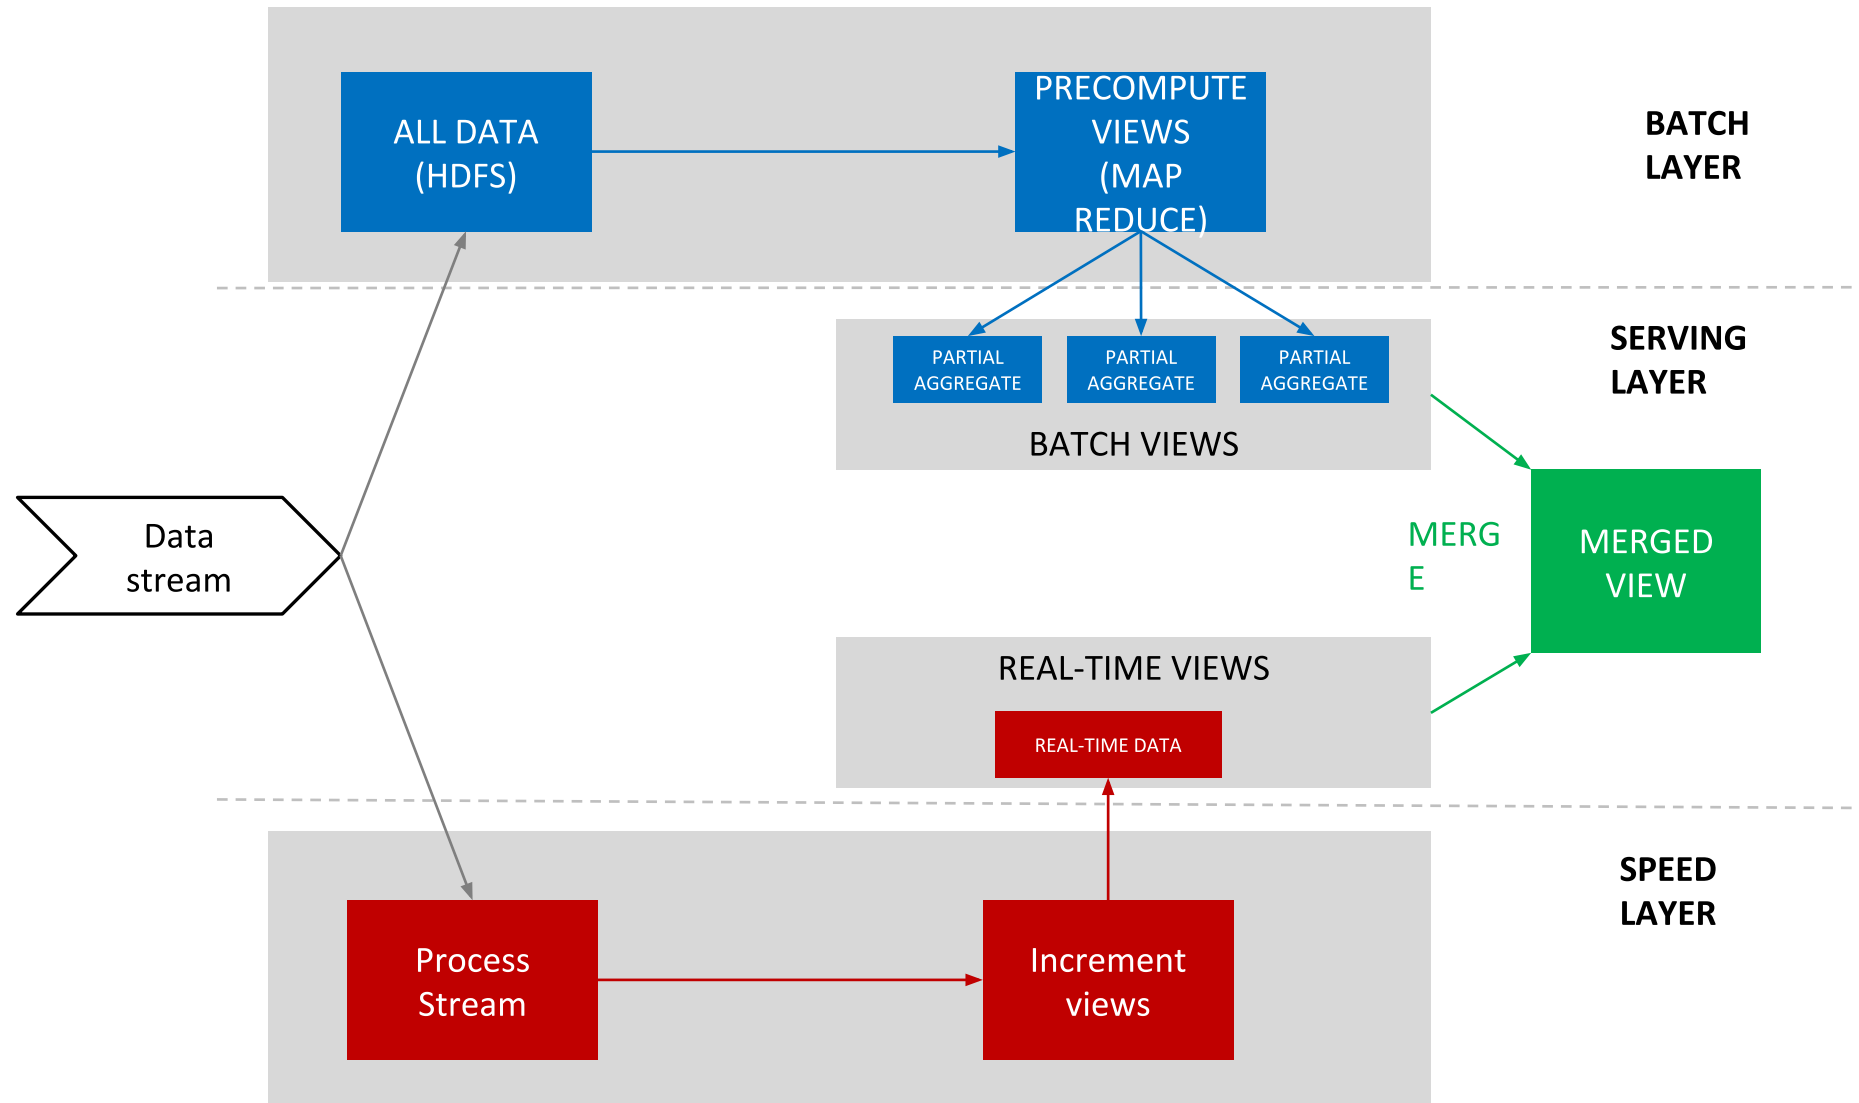 ALL DATA
(HDFS)
PRECOMPUTE
VIEWS
(MAP
REDUCE)
BATCH
LAYER
PARTIAL
AGGREGATE
PARTIAL
AGGREGATE
PARTIAL
AGGREGATE
BATCH VIEWS
SERVING
LAYER
Data
stream
MERG
E
MERGED
VIEW
REAL-TIME VIEWS
REAL-TIME DATA
Process
Stream
Increment
views
SPEED
LAYER